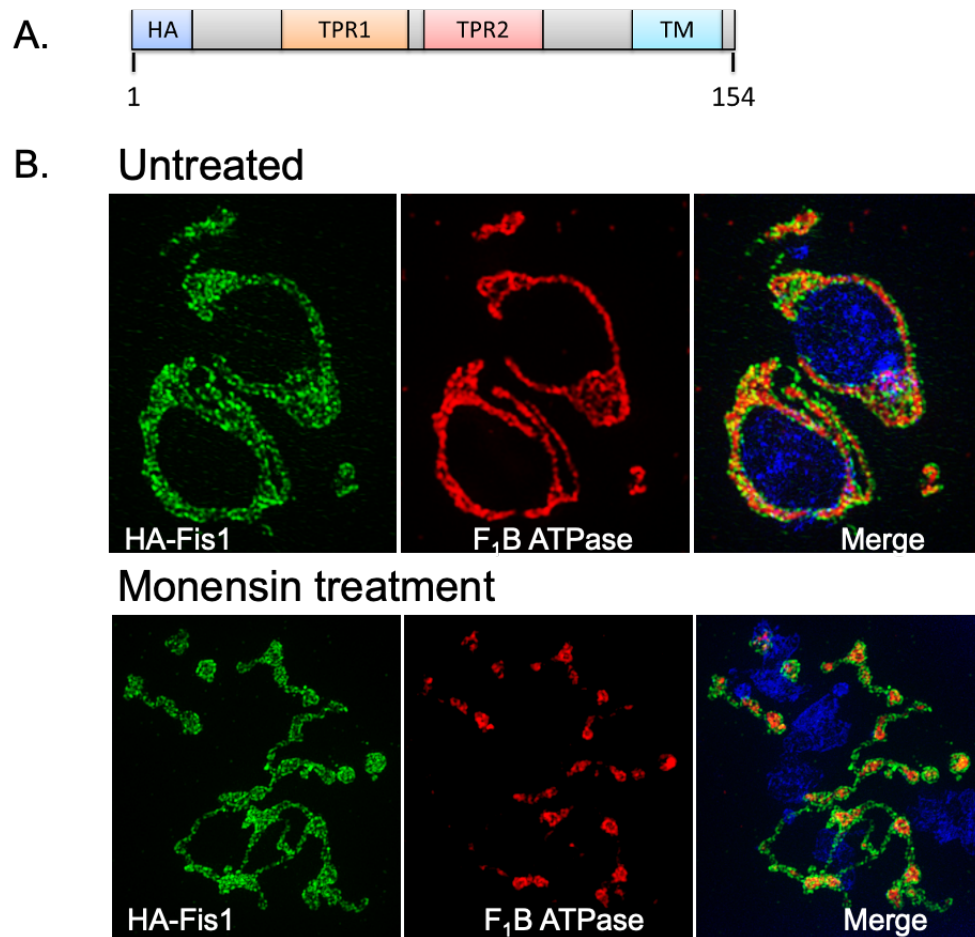 A.
HA TPR1 TPR2 TM
1 154
B. Untreated
HA-Fis1 F₁B ATPase Merge
Monensin treatment
HA-Fis1 F₁B ATPase Merge